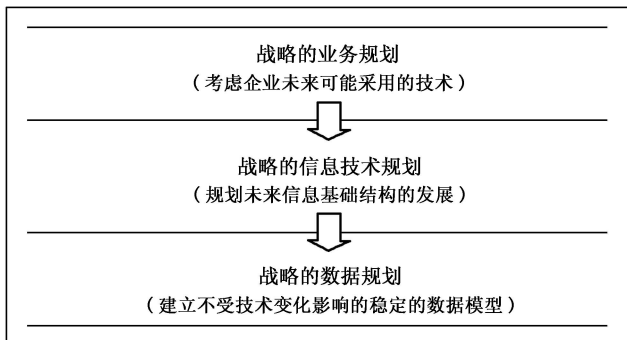 战略的业务规划
（考虑企业未来可能采用的技术）
战略的信息技术规划
（规划未来信息基础结构的发展）
战略的数据规划
（建立不受技术变化影响的稳定的数据模型）